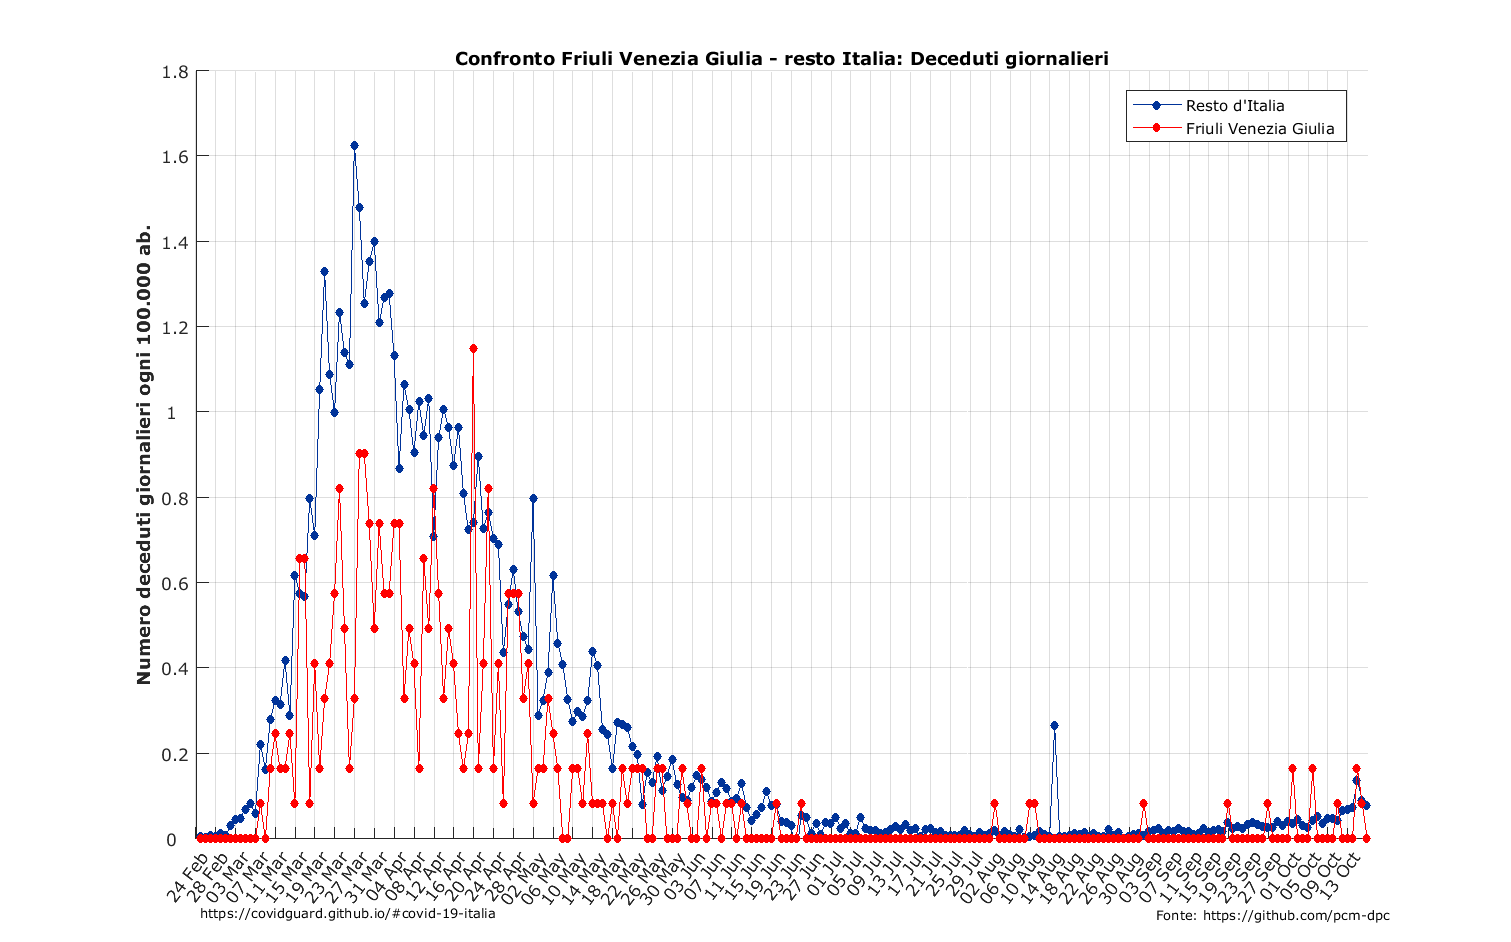 Confronto Friuli Venezia Giulia - resto Italia: Deceduti giornalieri
Resto d'Italia
Friuli Venezia Giulia
Numero deceduti giornalieri ogni 100.000 ab.
1.8
1.6
1.4
1.2
1
0.8
0.6
0.4
0.2
0
24 Feb
28 Feb
03 Mar
07 Mar
11 Mar
15 Mar
19 Mar
23 Mar
27 Mar
31 Mar
04 Apr
08 Apr
12 Apr
16 Apr
20 Apr
24 Apr
28 Apr
02 May
06 May
10 May
14 May
18 May
22 May
26 May
30 May
03 Jun
07 Jun
11 Jun
15 Jun
19 Jun
23 Jun
27 Jun
01 Jul
05 Jul
09 Jul
13 Jul
17 Jul
21 Jul
25 Jul
29 Jul
02 Aug
06 Aug
10 Aug
14 Aug
18 Aug
22 Aug
26 Aug
30 Aug
03 Sep
07 Sep
11 Sep
15 Sep
19 Sep
23 Sep
27 Sep
01 Oct
05 Oct
09 Oct
13 Oct
https://covidguard.github.io/#covid-19-italia
Fonte: https://github.com/pcm-dpc